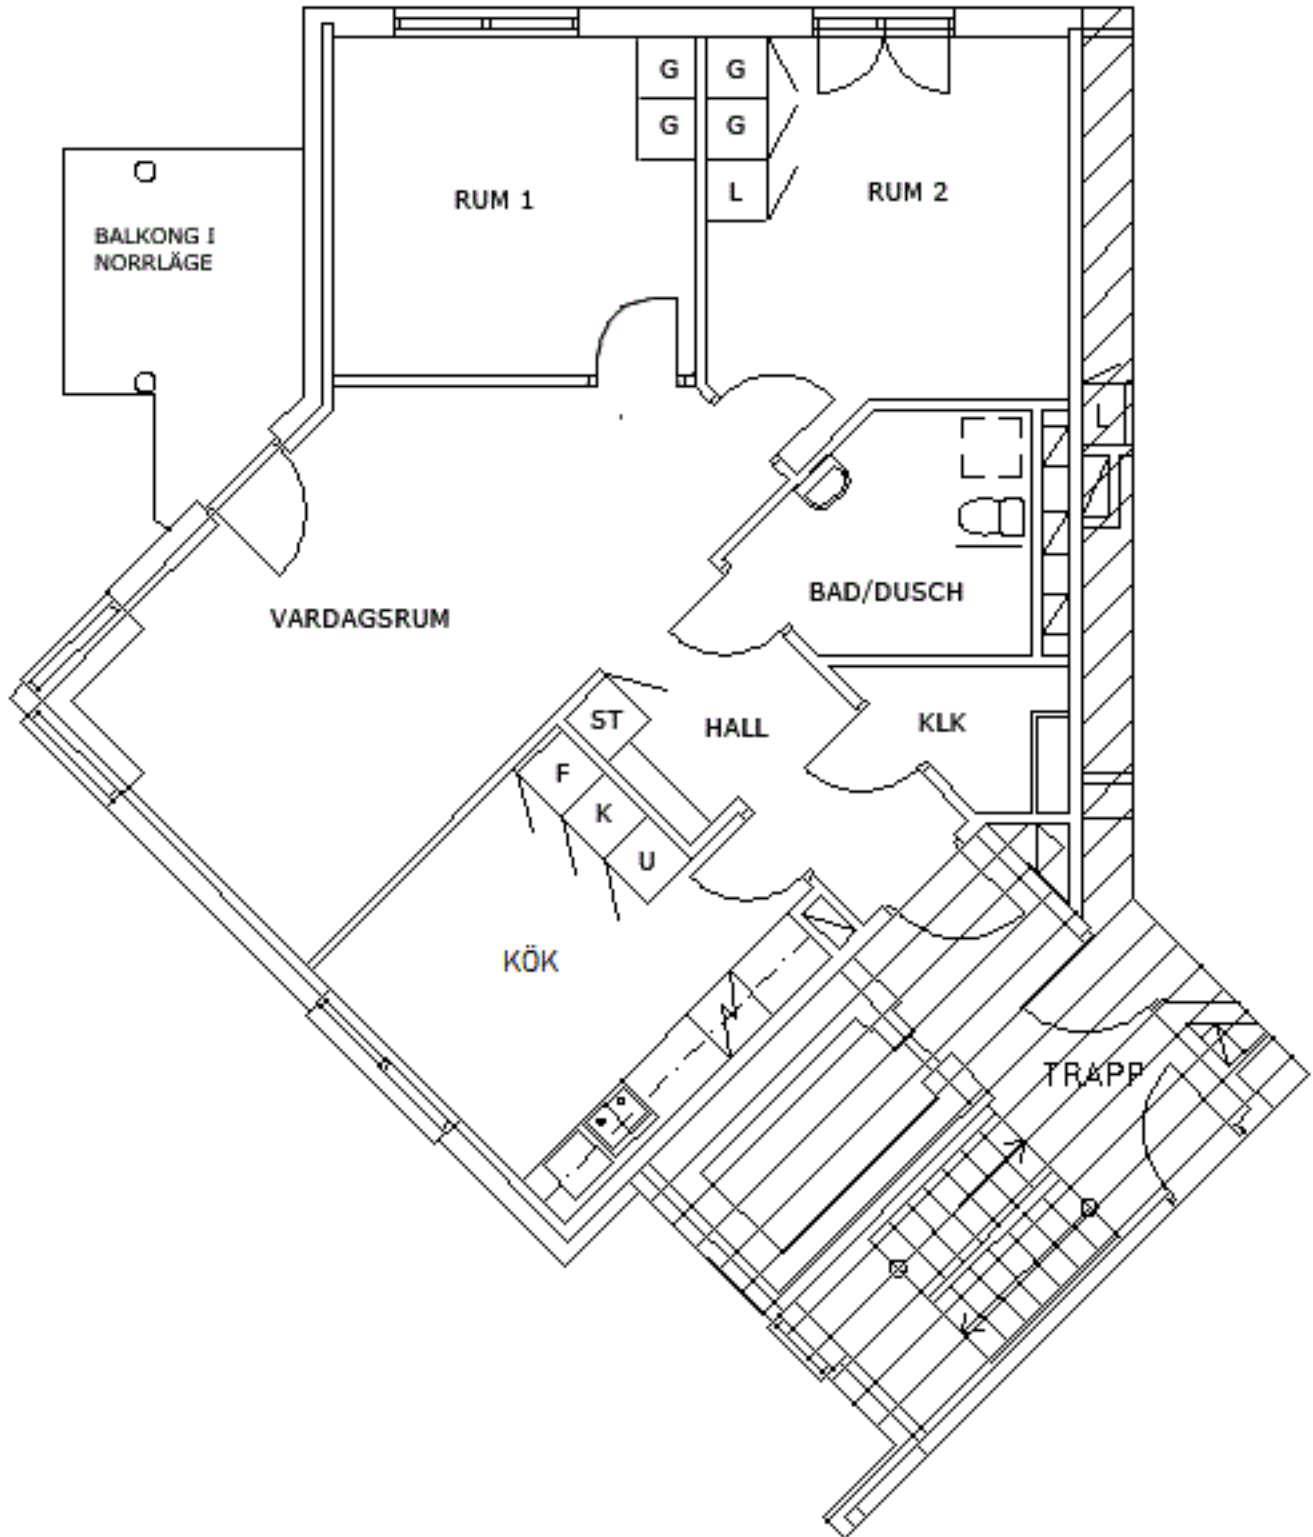 G G
G G
L
RUM 1
RUM 2
BALKONG I
NORRLÄGE
L
BAD/DUSCH
VARDAGSRUM
ST
HALL
KLK
F
K
U
KÖK
TRAPP